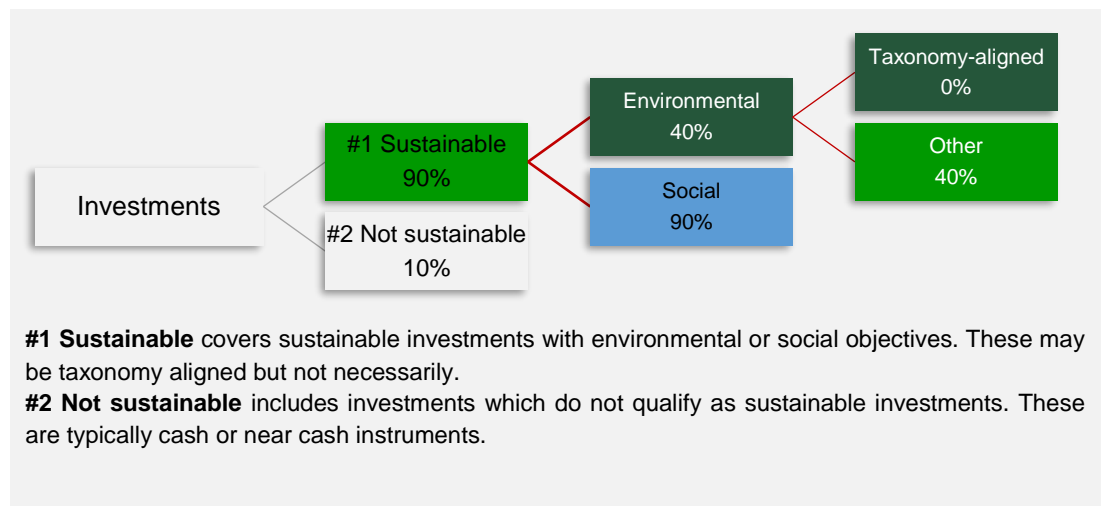 Investments
#1 Sustainable
90%
#2 Not sustainable
10%
Environmental
40%
Social
90%
Taxonomy-aligned
0%
Other
40%
#1 Sustainable covers sustainable investments with environmental or social objectives. These may
be taxonomy aligned but not necessarily.
#2 Not sustainable includes investments which do not qualify as sustainable investments. These
are typically cash or near cash instruments.